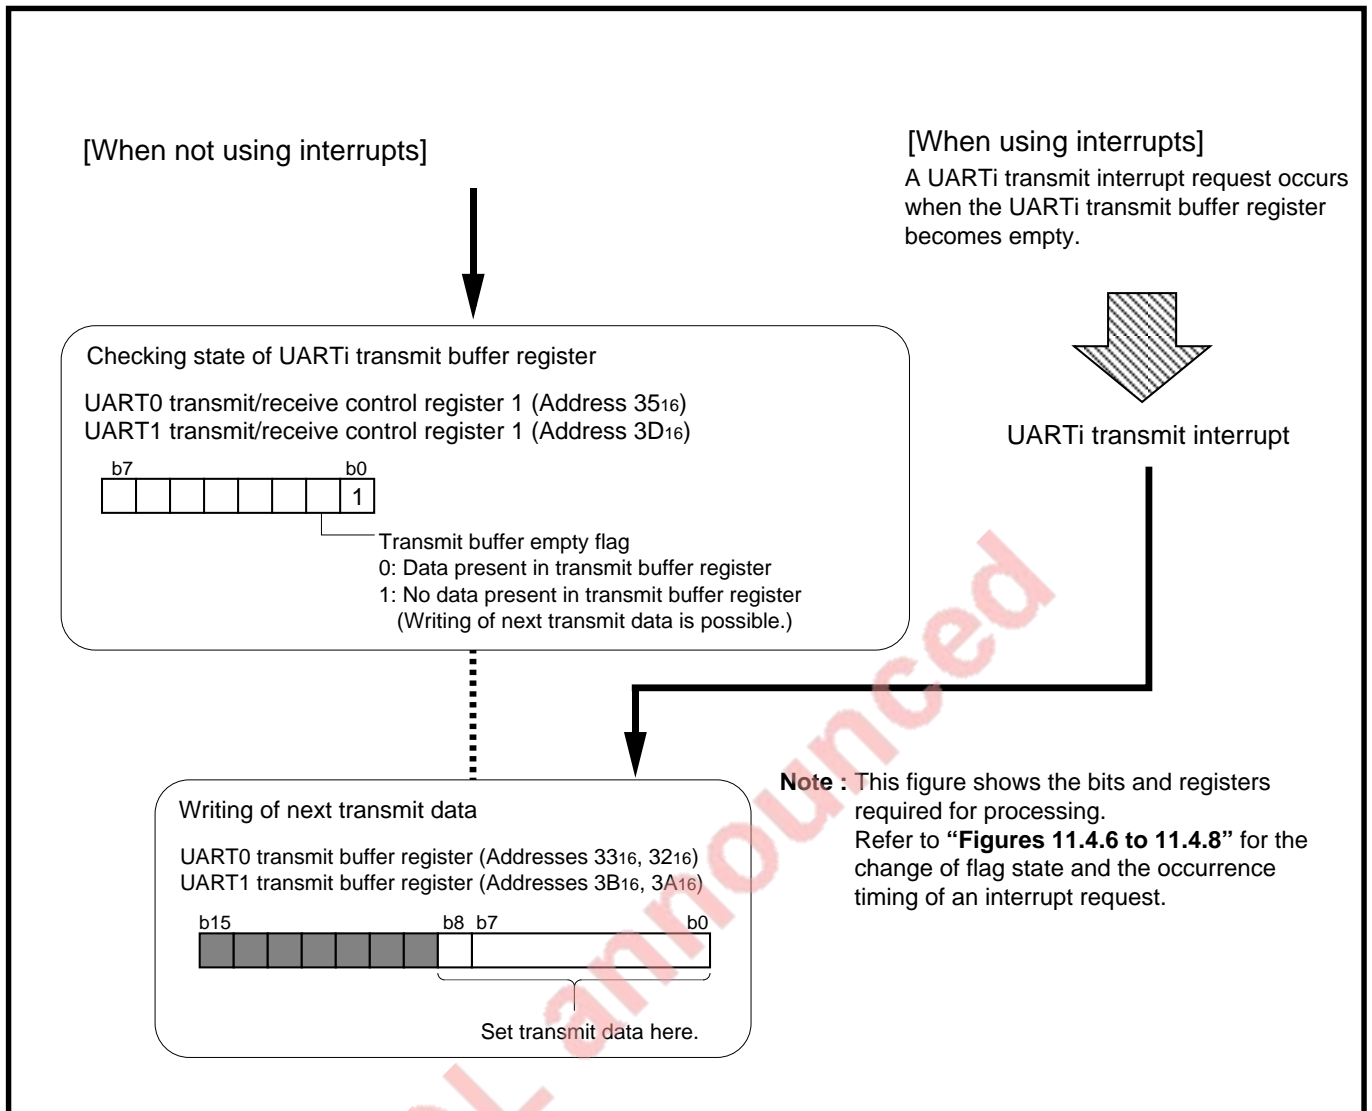 [When not using interrupts]
[When using interrupts]
A UARTi transmit interrupt request occurs
when the UARTi transmit buffer register
becomes empty.
Checking state of UARTi transmit buffer register
UART0 transmit/receive control register 1 (Address 3516)
UART1 transmit/receive control register 1 (Address 3D16)
b7 b0
1
Transmit buffer empty flag
0: Data present in transmit buffer register
1: No data present in transmit buffer register
(Writing of next transmit data is possible.)
UARTi transmit interrupt
Writing of next transmit data
UART0 transmit buffer register (Addresses 3316, 3216)
UART1 transmit buffer register (Addresses 3B16, 3A16)
b15 b8 b7 b0
Set transmit data here.
Note : This figure shows the bits and registers
required for processing.
Refer to “Figures 11.4.6 to 11.4.8” for the
change of flag state and the occurrence
timing of an interrupt request.
announced